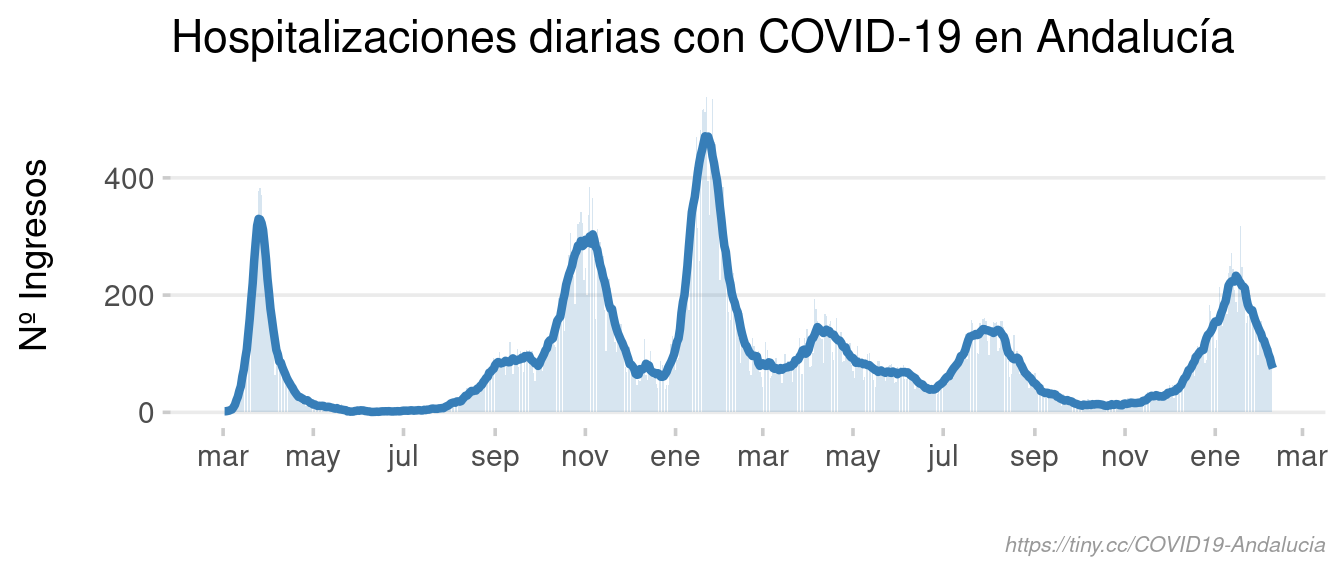 Hospitalizaciones diarias con COVID-19 en Andalucía
Nº Ingresos
400
200
0
mar may jul sep nov ene mar may jul sep nov ene mar
https://tiny.cc/COVID19-Andalucia